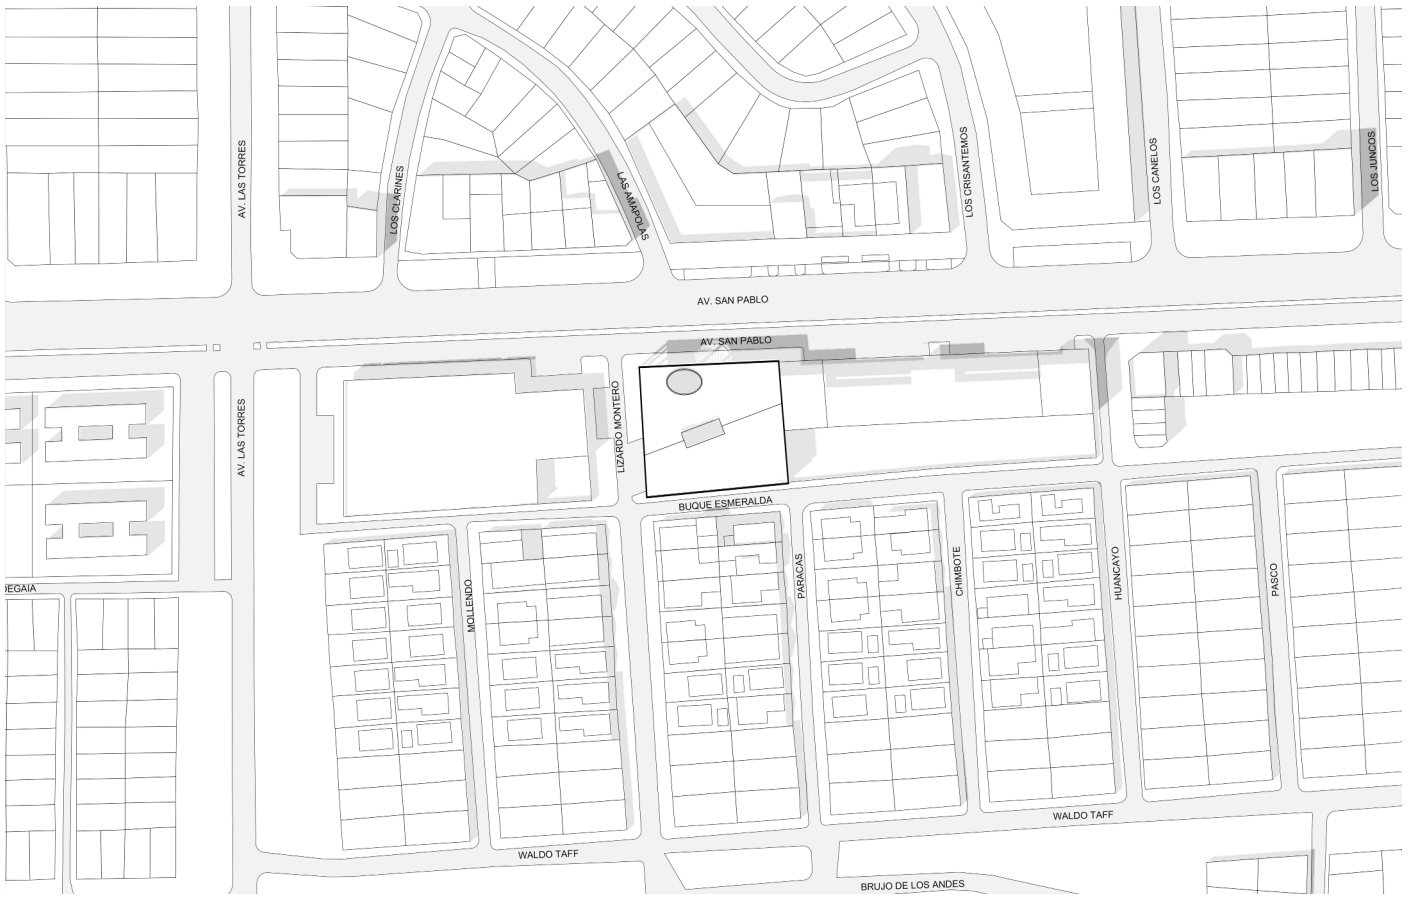 AV. LAS TORRES
LOS CLARINES
LAS AMAPOLAS
LOS CRISANTEMOS
LOS CANELOS
LOS JUNCOS
AV. SAN PABLO
AV. SAN PABLO
AV. LAS TORRES
LIZARDO MONTERO
BUQUE ESMERALDA
DEGAIA
MOLLENDO
PARACAS
CHIMBOTE
HUANCAYO
PASCO
WALDO TAFF
WALDO TAFF
BRUJO DE LOS ANDES